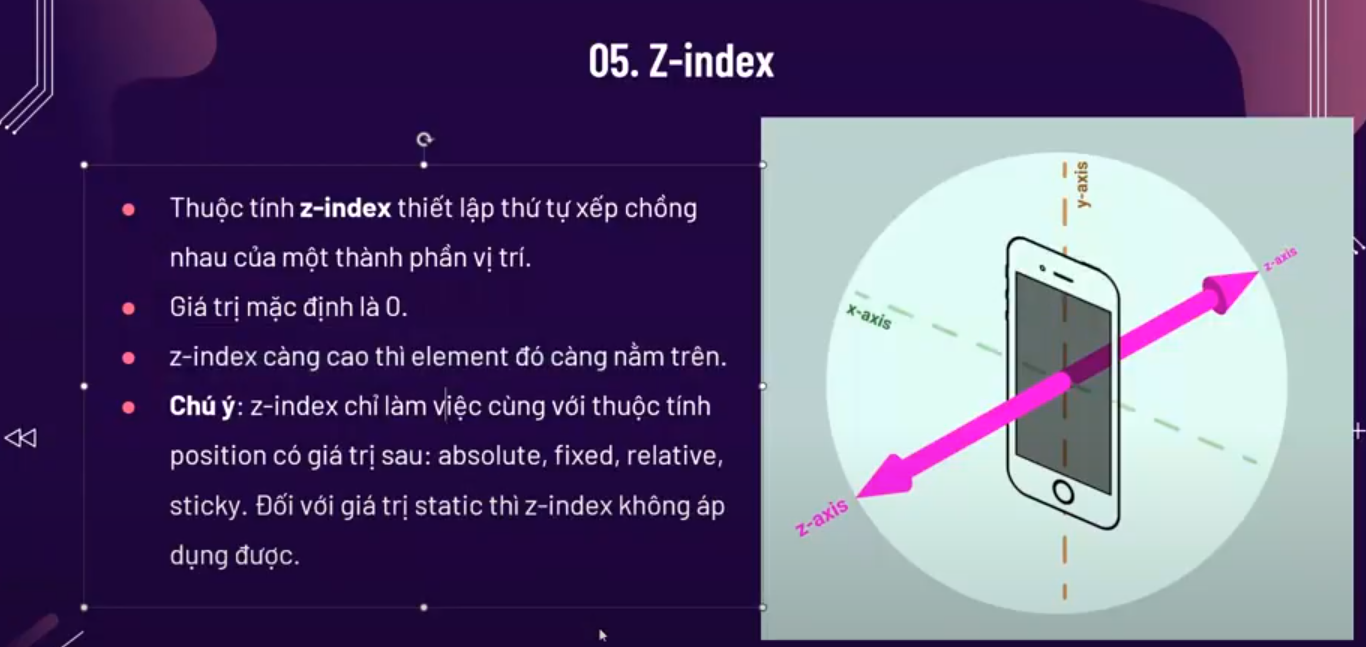 05. Z-index
Thuộc tính z-index thiết lập thứ tự xếp chồng
nhau của một thành phần vị trí.
Giá trị mặc định là 0.
z-index càng cao thì element đó càng nằm trên.
Chú ý: z-index chỉ làm việc cùng với thuộc tính
position có giá trị sau: absolute, fixed, relative,
sticky. Đối với giá trị static thì z-index không áp
dụng được.
y-axis
z-axis
x-axis
z-axis